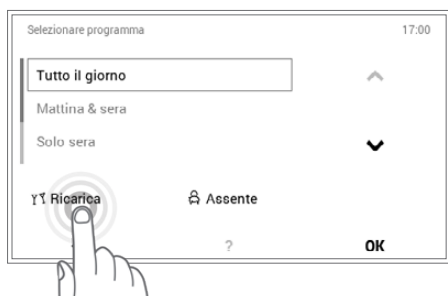 Selezionare programma 17:00
Tutto il giorno
Mattina & sera
Solo sera
Ricarica Assente
? OK